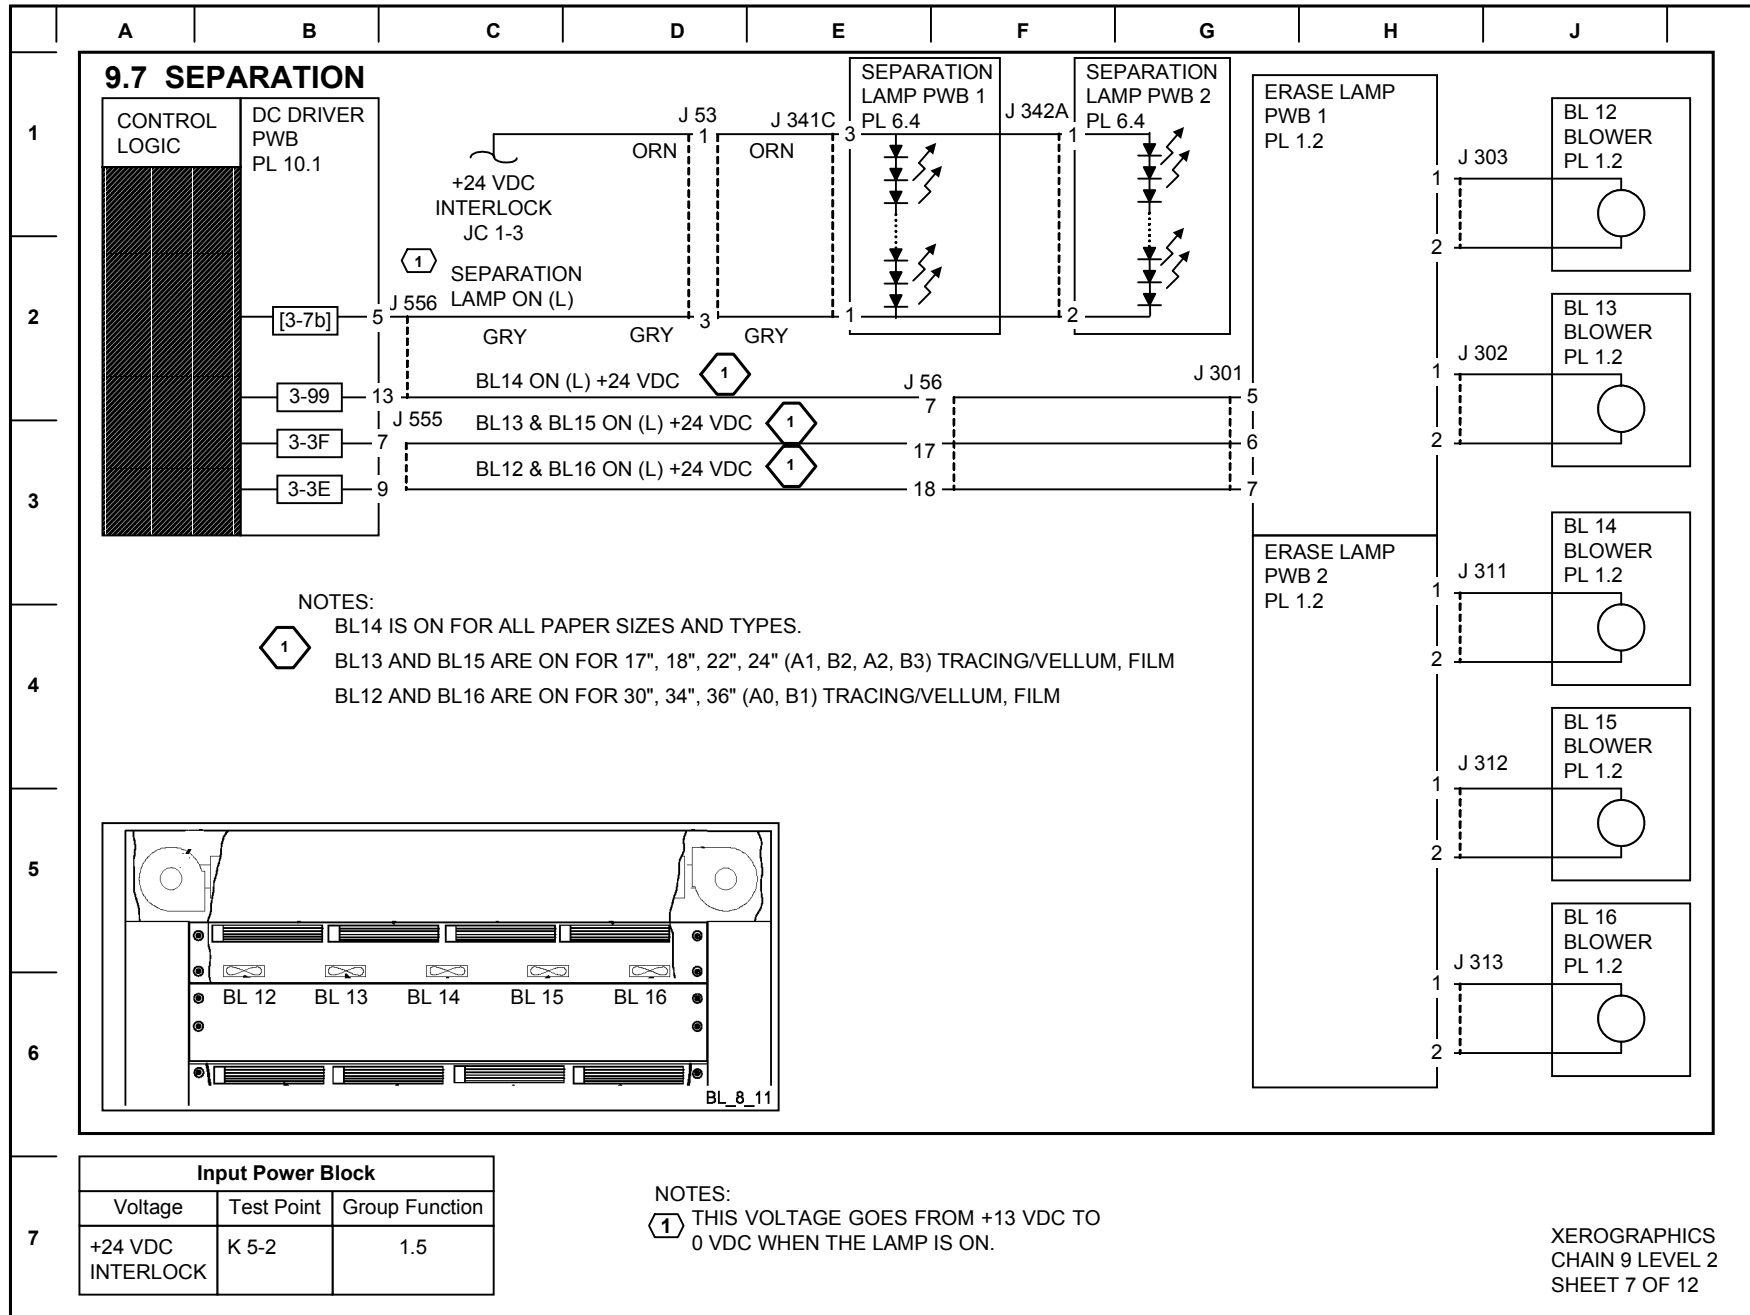 A B C D E F G H J
1
2
3
4
5
6
7
9.7 SEPARATION
CONTROL
LOGIC
DC DRIVER
PWB
PL 10.1
[3-7b]
3-99
3-3F
3-3E
5
13
7
9
J 556
J 555
+24 VDC
INTERLOCK
JC 1-3
1
SEPARATION
LAMP ON (L)
GRY
GRY
GRY
J 53
1
ORN
ORN
3
J 341C
3
1
SEPARATION
LAMP PWB 1
PL 6.4
J 342A
1
2
SEPARATION
LAMP PWB 2
PL 6.4
BL14 ON (L) +24 VDC
1
BL13 & BL15 ON (L) +24 VDC
1
BL12 & BL16 ON (L) +24 VDC
1
J 56
7
17
18
J 301
5
6
7
ERASE LAMP
PWB 1
PL 1.2
J 303
1
2
BL 12
BLOWER
PL 1.2
J 302
1
2
BL 13
BLOWER
PL 1.2
ERASE LAMP
PWB 2
PL 1.2
J 311
1
2
BL 14
BLOWER
PL 1.2
J 312
1
2
BL 15
BLOWER
PL 1.2
J 313
1
2
BL 16
BLOWER
PL 1.2
NOTES:
1
BL14 IS ON FOR ALL PAPER SIZES AND TYPES.
BL13 AND BL15 ARE ON FOR 17", 18", 22", 24" (A1, B2, A2, B3) TRACING/VELLUM, FILM
BL12 AND BL16 ARE ON FOR 30", 34", 36" (A0, B1) TRACING/VELLUM, FILM
BL 12 BL 13 BL 14 BL 15 BL 16
BL_8_11
Input Power Block
Voltage Test Point Group Function
+24 VDC K 5-2 1.5
INTERLOCK
NOTES:
1 THIS VOLTAGE GOES FROM +13 VDC TO
0 VDC WHEN THE LAMP IS ON.
XEROGRAPHICS
CHAIN 9 LEVEL 2
SHEET 7 OF 12